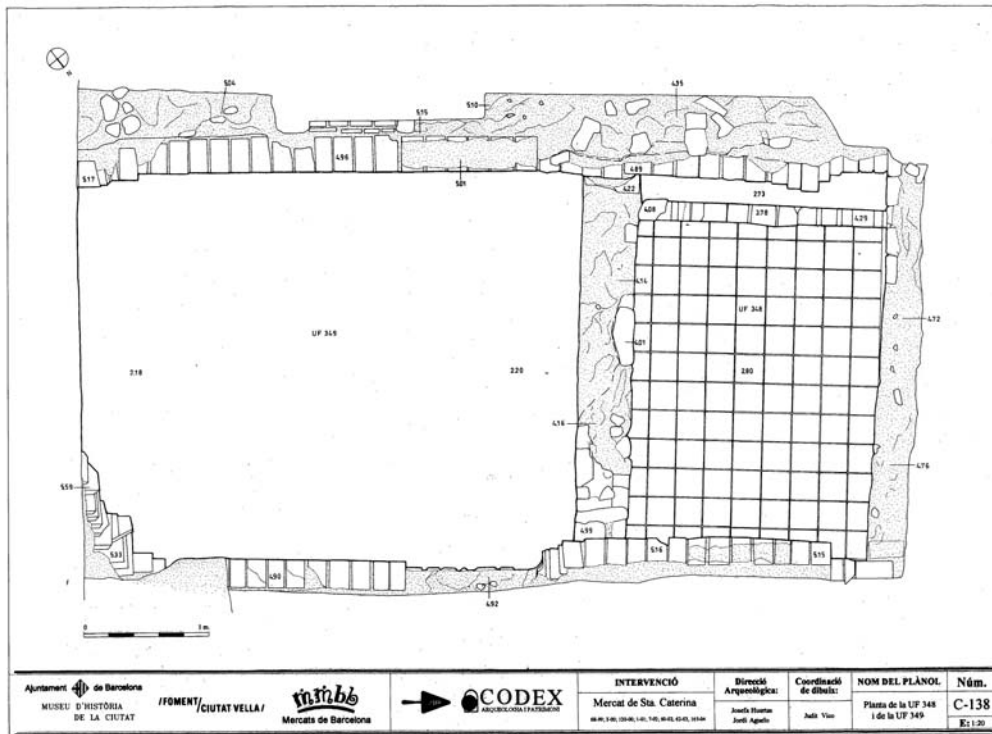 504
515
510
435
496
501
517
489
422
273
408
378
429
454
UF 349
UF 348
401
472
218
220
280
416
476
559
533
499
516
515
490
492
0
1 m.
Ajuntament de Barcelona
MUSEU D'HISTÒRIA
DE LA CIUTAT
/FOMENT/CIUTAT VELLA/
Mercats de Barcelona
CODEX
ARQUEOLOGIA I PATRIMONI
INTERVENCIÓ
Mercat de Sta. Caterina
Direcció
Arqueològica:
Josefa Huertas
Jordi Aguelo
Coordinació
de dibuix:
Judit Vico
NOM DEL PLÀNOL
Planta de la UF 348
i de la UF 349
Núm.
C-138
E: 1:20